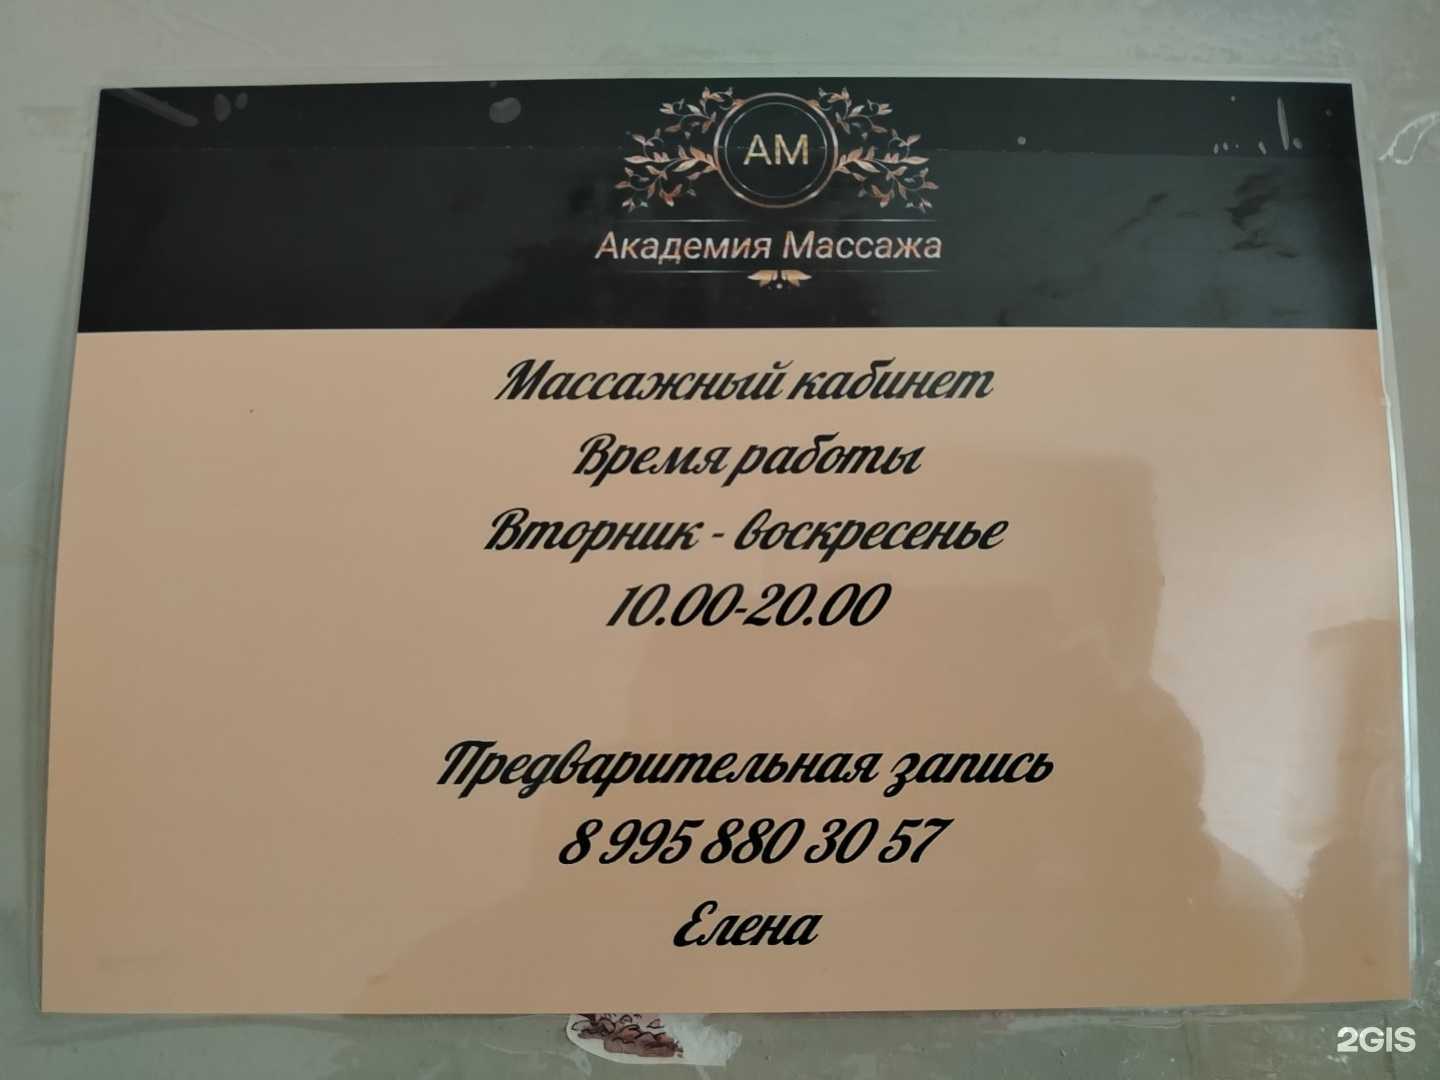 АМ
Академия Массажа
Массажный кабинет
Время работы
Вторник - воскресенье
10.00-20.00
Предварительная запись
8 995 880 30 57
Елена
2GIS